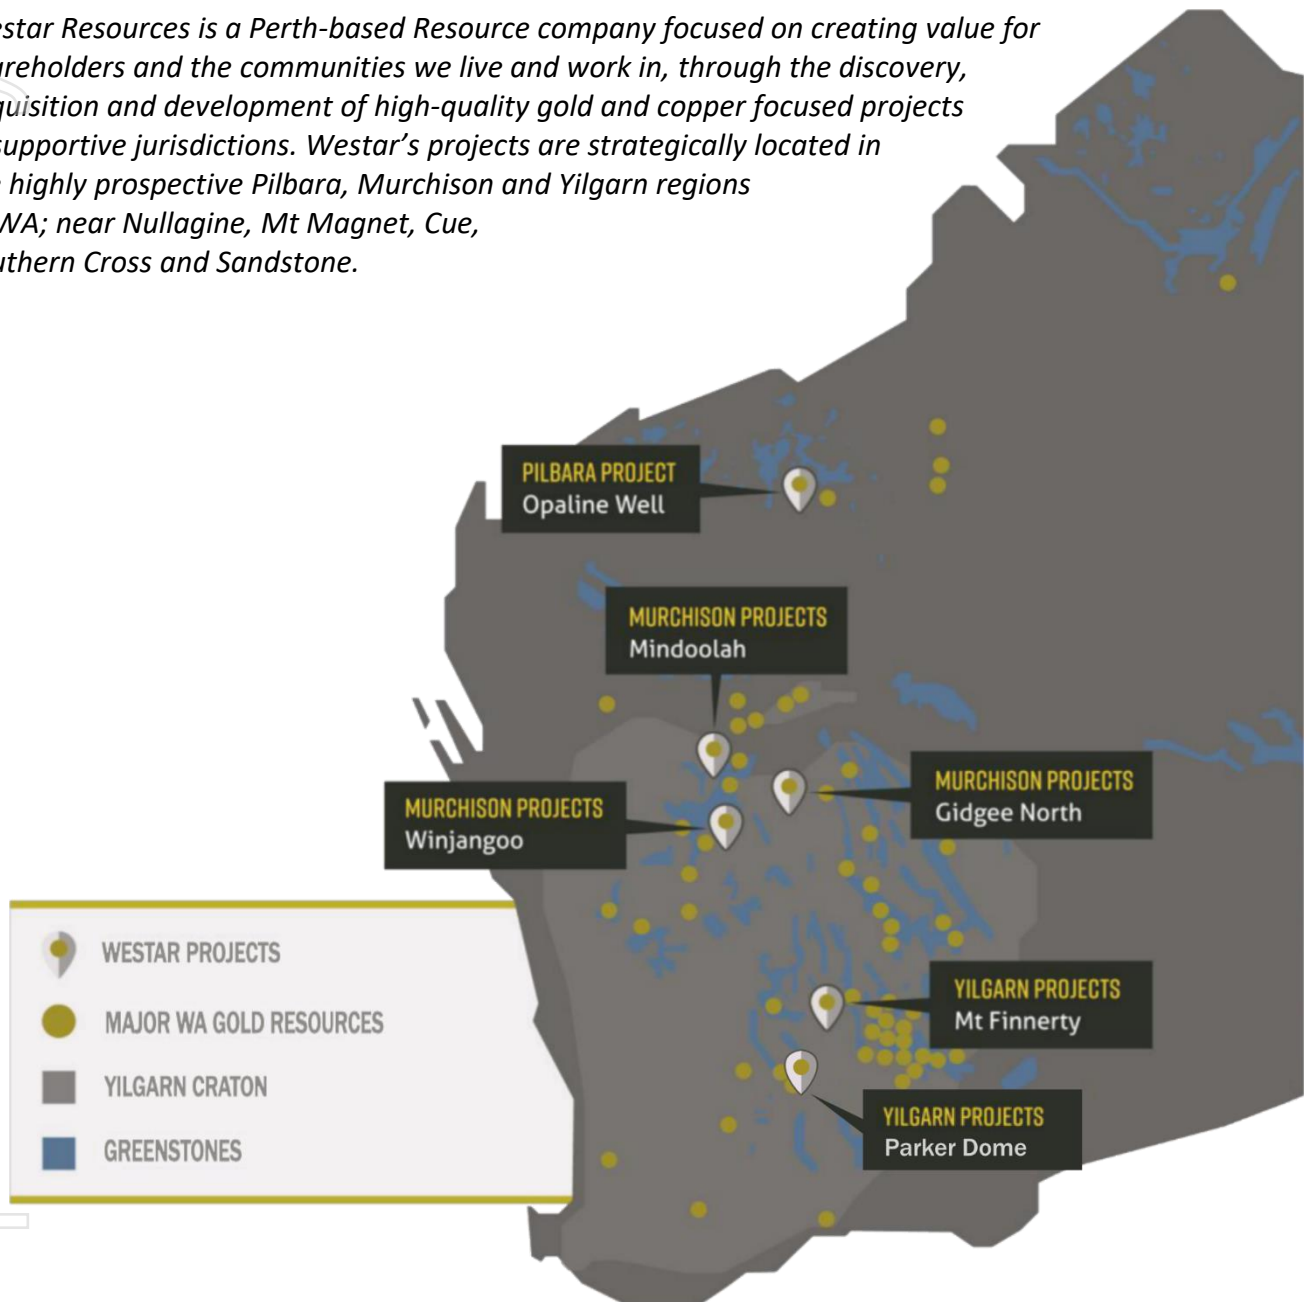 estar Resources is a Perth-based Resource company focused on creating value for
areholders and the communities we live and work in, through the discovery,
quisition and development of high-quality gold and copper focused projects
supportive jurisdictions. Westar's projects are strategically located in
e highly prospective Pilbara, Murchison and Yilgarn regions
WA; near Nullagine, Mt Magnet, Cue,
uthern Cross and Sandstone.
PILBARA PROJECT
Opaline Well
MURCHISON PROJECTS
Mindoolah
MURCHISON PROJECTS
Gidgee North
MURCHISON PROJECTS
Winjangoo
YILGARN PROJECTS
Mt Finnerty
YILGARN PROJECTS
Parker Dome
WESTAR PROJECTS
MAJOR WA GOLD RESOURCES
YILGARN CRATON
GREENSTONES